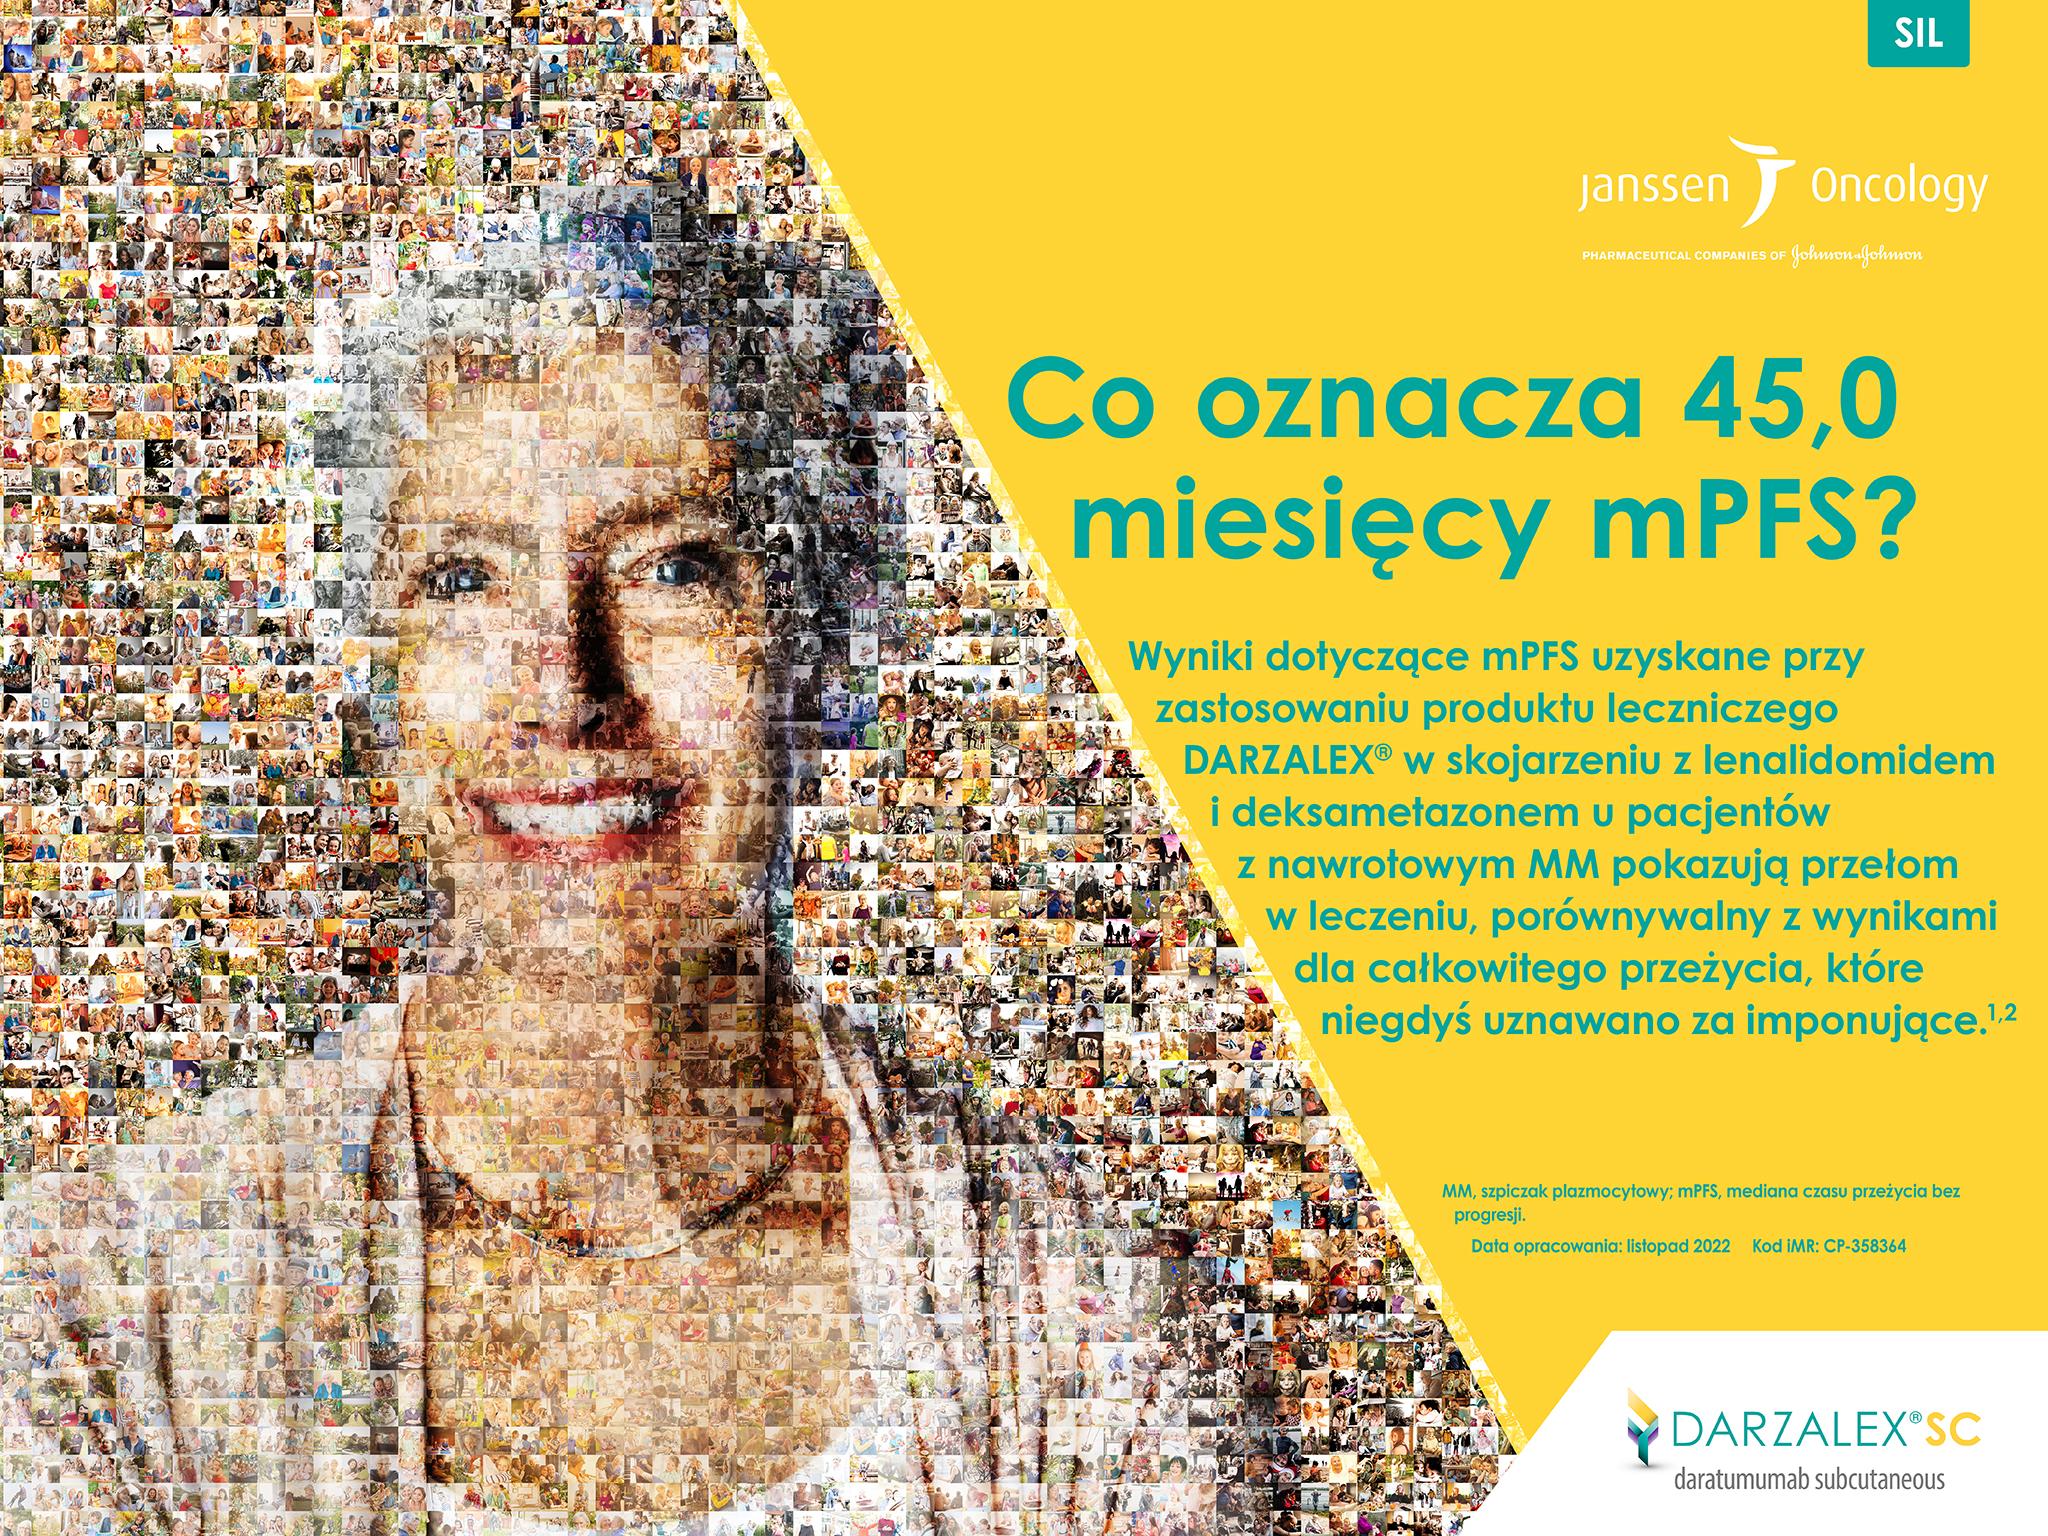 SIL
Janssen Oncology
PHARMACEUTICAL COMPANIES OF Johnson & Johnson
Co oznacza 45,0
miesięcy mPFS?
Wyniki dotyczące mPFS uzyskane przy
zastosowaniu produktu leczniczego
DARZALEX® w skojarzeniu z lenalidomidem
i deksametazonem u pacjentów
z nawrotowym MM pokazują przełom
w leczeniu, porównywalny z wynikami
dla całkowitego przeżycia, które
niegdyś uznawano za imponujące.1,2
MM, szpiczak plazmocytowy; mPFS, mediana czasu przeżycia bez
progresji.
Data opracowania: listopad 2022 Kod iMR: CP-358364
DARZALEX® SC
daratumumab subcutaneous